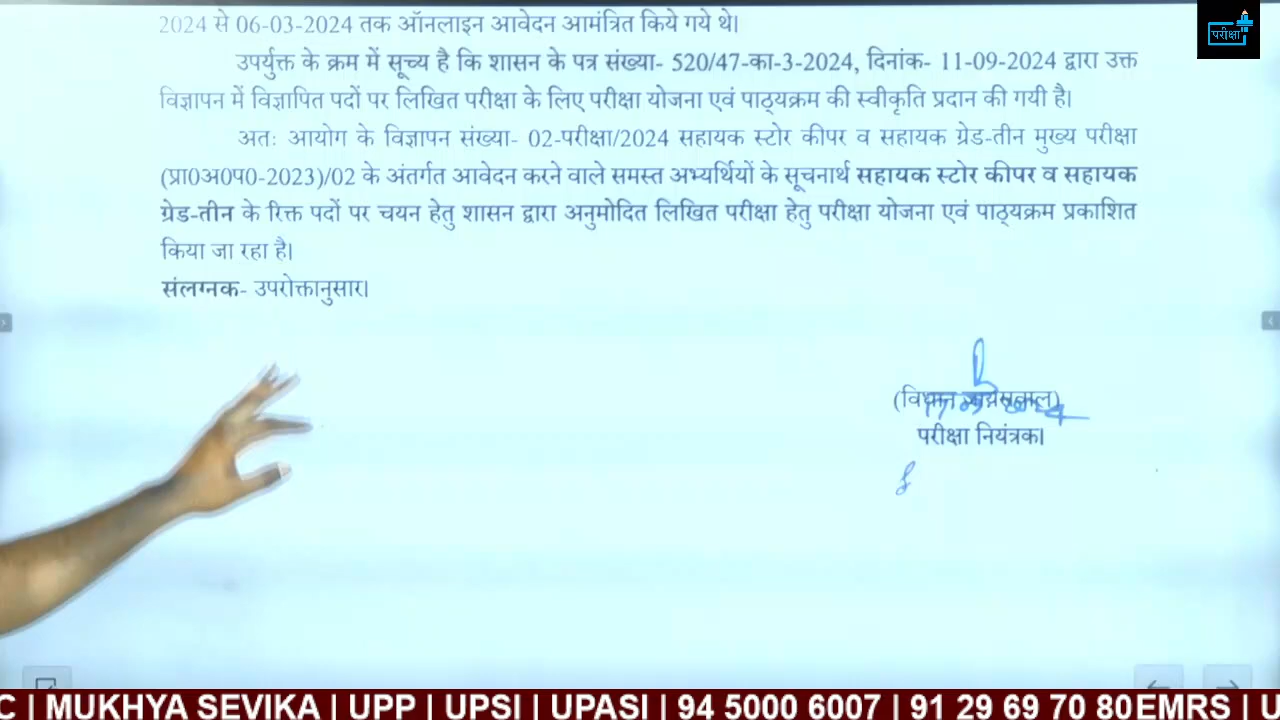 2024 से 06-03-2024 तक ऑनलाइन आवेदन आमंत्रित किये गये थे।
परीक्षा
उपर्युक्त के क्रम में सूच्य है कि शासन के पत्र संख्या- 520/47-का-3-2024, दिनांक- 11-09-2024 द्वारा उक्त
विज्ञापन में विज्ञापित पदों पर लिखित परीक्षा के लिए परीक्षा योजना एवं पाठ्यक्रम की स्वीकृति प्रदान की गयी है।
अतः आयोग के विज्ञापन संख्या- 02-परीक्षा/2024 सहायक स्टोर कीपर व सहायक ग्रेड-तीन मुख्य परीक्षा
(प्रा0अ0प0-2023)/02 के अंतर्गत आवेदन करने वाले समस्त अभ्यर्थियों के सूचनार्थ सहायक स्टोर कीपर व सहायक
ग्रेड-तीन के रिक्त पदों पर चयन हेतु शासन द्वारा अनुमोदित लिखित परीक्षा हेतु परीक्षा योजना एवं पाठ्यक्रम प्रकाशित
किया जा रहा है।
संलग्नक- उपरोक्तानुसार।
परीक्षा नियंत्रक।
C | MUKHYA SEVIKA | UPP | UPSI | UPASI | 94 5000 6007 | 91 29 69 70 80EMRS | U